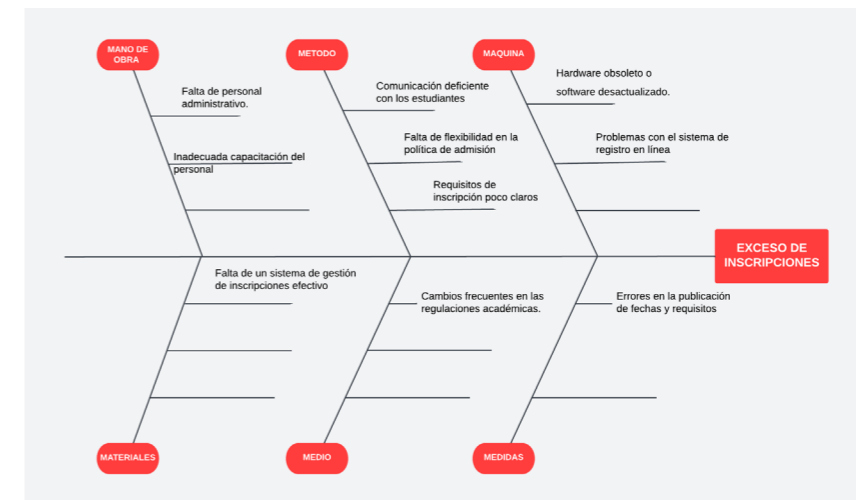 MANO DE
OBRA
METODO
MAQUINA
Falta de personal
administrativo.
Inadecuada capacitación del
personal
Comunicación deficiente
con los estudiantes
Falta de flexibilidad en la
política de admisión
Requisitos de
inscripción poco claros
Hardware obsoleto o
software desactualizado.
Problemas con el sistema de
registro en línea
EXCESO DE
INSCRIPCIONES
Falta de un sistema de gestión
de inscripciones efectivo
Cambios frecuentes en las
regulaciones académicas.
Errores en la publicación
de fechas y requisitos
MATERIALES
MEDIO
MEDIDAS